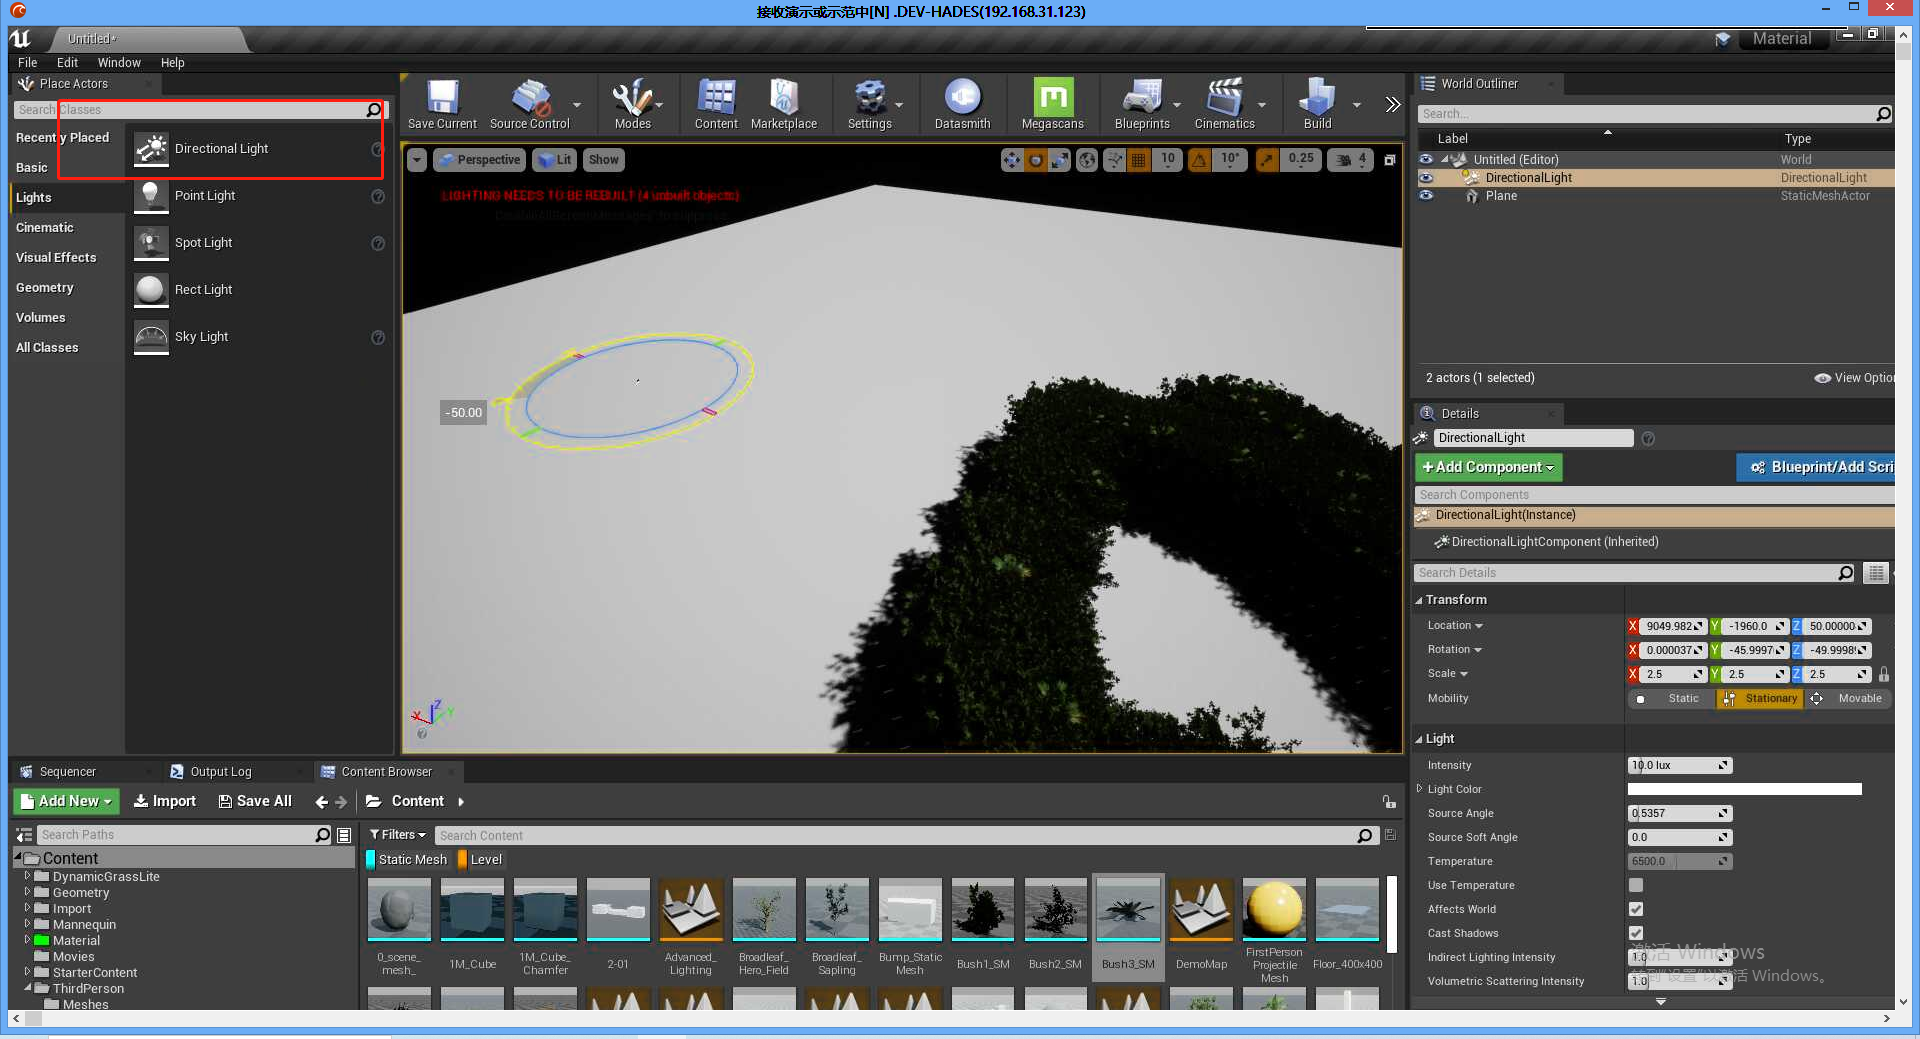 接收演示或示范中[N] .DEV-HADES(192.168.31.123)
Untitled*
Material
File Edit Window Help
Place Actors
Search Classes
Recently Placed
Basic
Lights
Cinematic
Visual Effects
Geometry
Volumes
All Classes
Directional Light
Point Light
Spot Light
Rect Light
Sky Light
Save Current Source Control Modes Content Marketplace Settings Datasmith Megascans Blueprints Cinematics Build
Perspective Lit Show 10 10° 0.25 4
LIGHTING NEEDS TO BE REBUILT (4 unbuilt objects)
'DisableAllScreenMessages' to suppress
-50.00
X Z Y
World Outliner
Search...
Label Type
Untitled (Editor) World
DirectionalLight DirectionalLight
Plane StaticMeshActor
2 actors (1 selected) View Optio
Details
DirectionalLight
+Add Component Blueprint/Add Scri
Search Components
DirectionalLight(Instance)
DirectionalLightComponent (Inherited)
Search Details
Transform
Location X 9049.982 Y -1960.0 Z 50.00000
Rotation X 0.000037 Y -45.9997 Z -49.9998
Scale X 2.5 Y 2.5 Z 2.5
Mobility Static Stationary Movable
Light
Intensity 10.0 lux
Light Color
Source Angle 0.5357
Source Soft Angle 0.0
Temperature 6500.0
Use Temperature
Affects World
Cast Shadows
Indirect Lighting Intensity 1.0
Volumetric Scattering Intensity 1.0
激活 Windows
转到"设置"以激活 Windows。
Sequencer Output Log Content Browser
Add New Import Save All Content
Search Paths
Filters Search Content
Static Mesh Level
Content
DynamicGrassLite
Geometry
Import
Mannequin
Material
Movies
StarterContent
ThirdPerson
Meshes
0_scene_mesh_
1M_Cube
1M_Cube_Chamfer
2-01
Advanced_Lighting
Broadleaf_Hero_Field
Broadleaf_Sapling
Bump_Static Mesh
Bush1_SM
Bush2_SM
Bush3_SM
DemoMap
FirstPerson Projectile Mesh
Floor_400x400